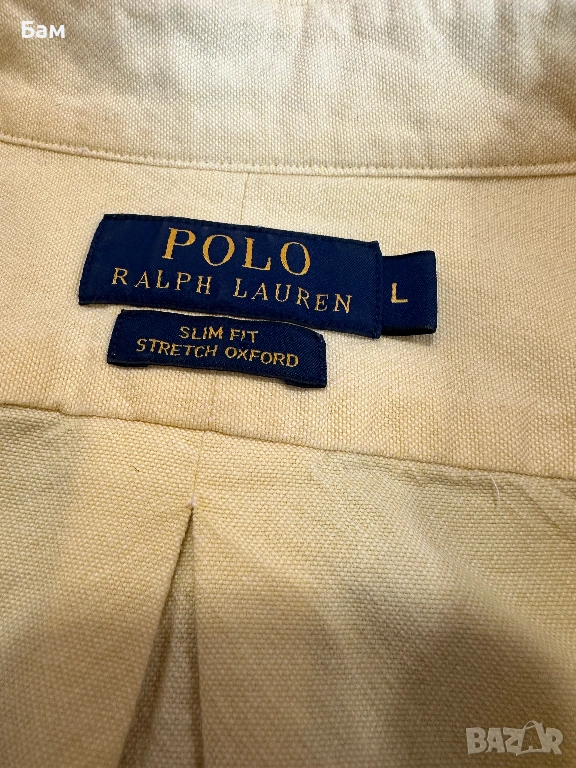 Бам
POLO
RALPH LAUREN
L
SLIM FIT
STRETCH OXFORD
BAZAR